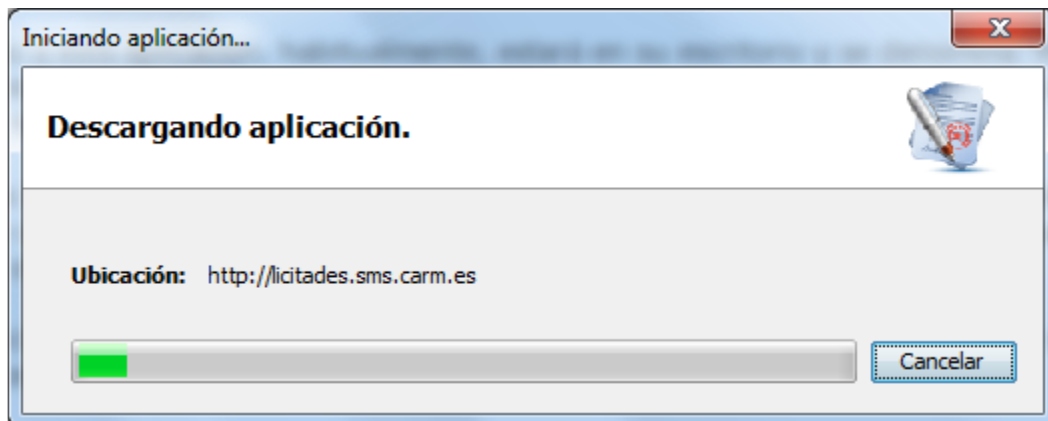 Iniciando aplicación...
Descargando aplicación.
Ubicación: http://licitades.sms.carm.es
Cancelar